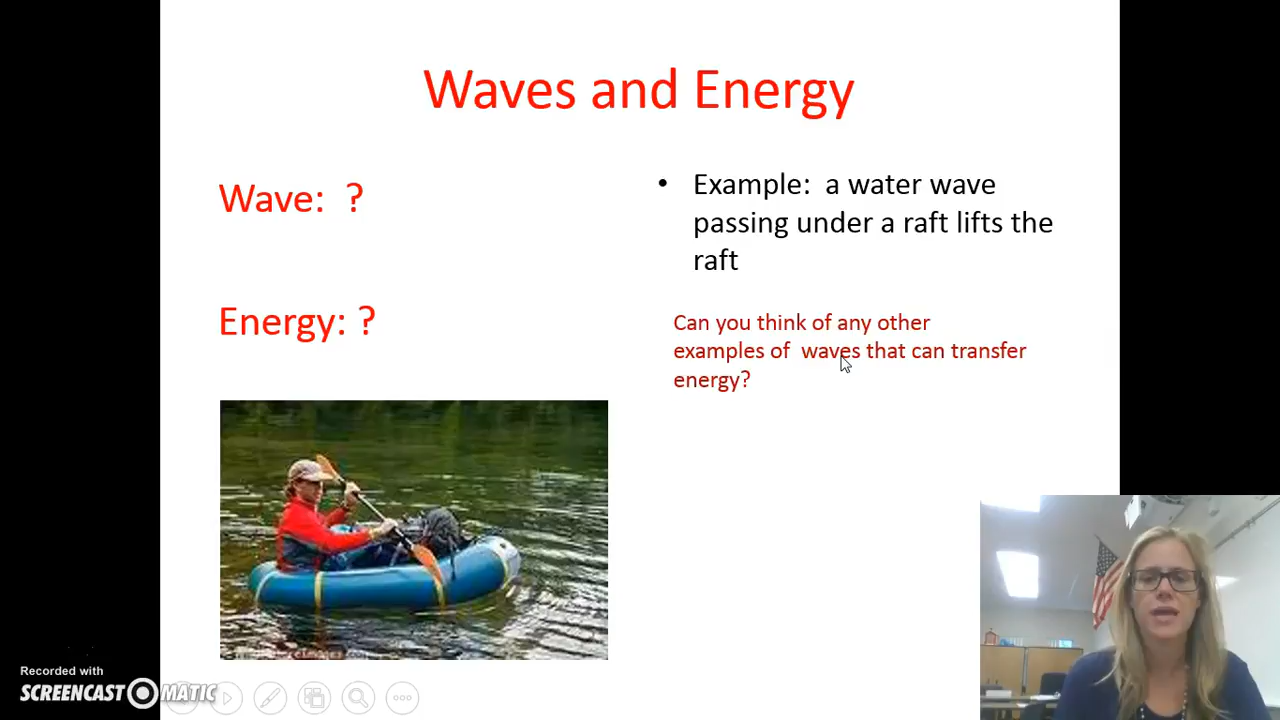 Waves and Energy
Wave:  ?
Energy: ?
• Example:  a water wave
passing under a raft lifts the
raft
Can you think of any other
examples of  waves that can transfer
energy?
Recorded with
SCREENCAST MATIC